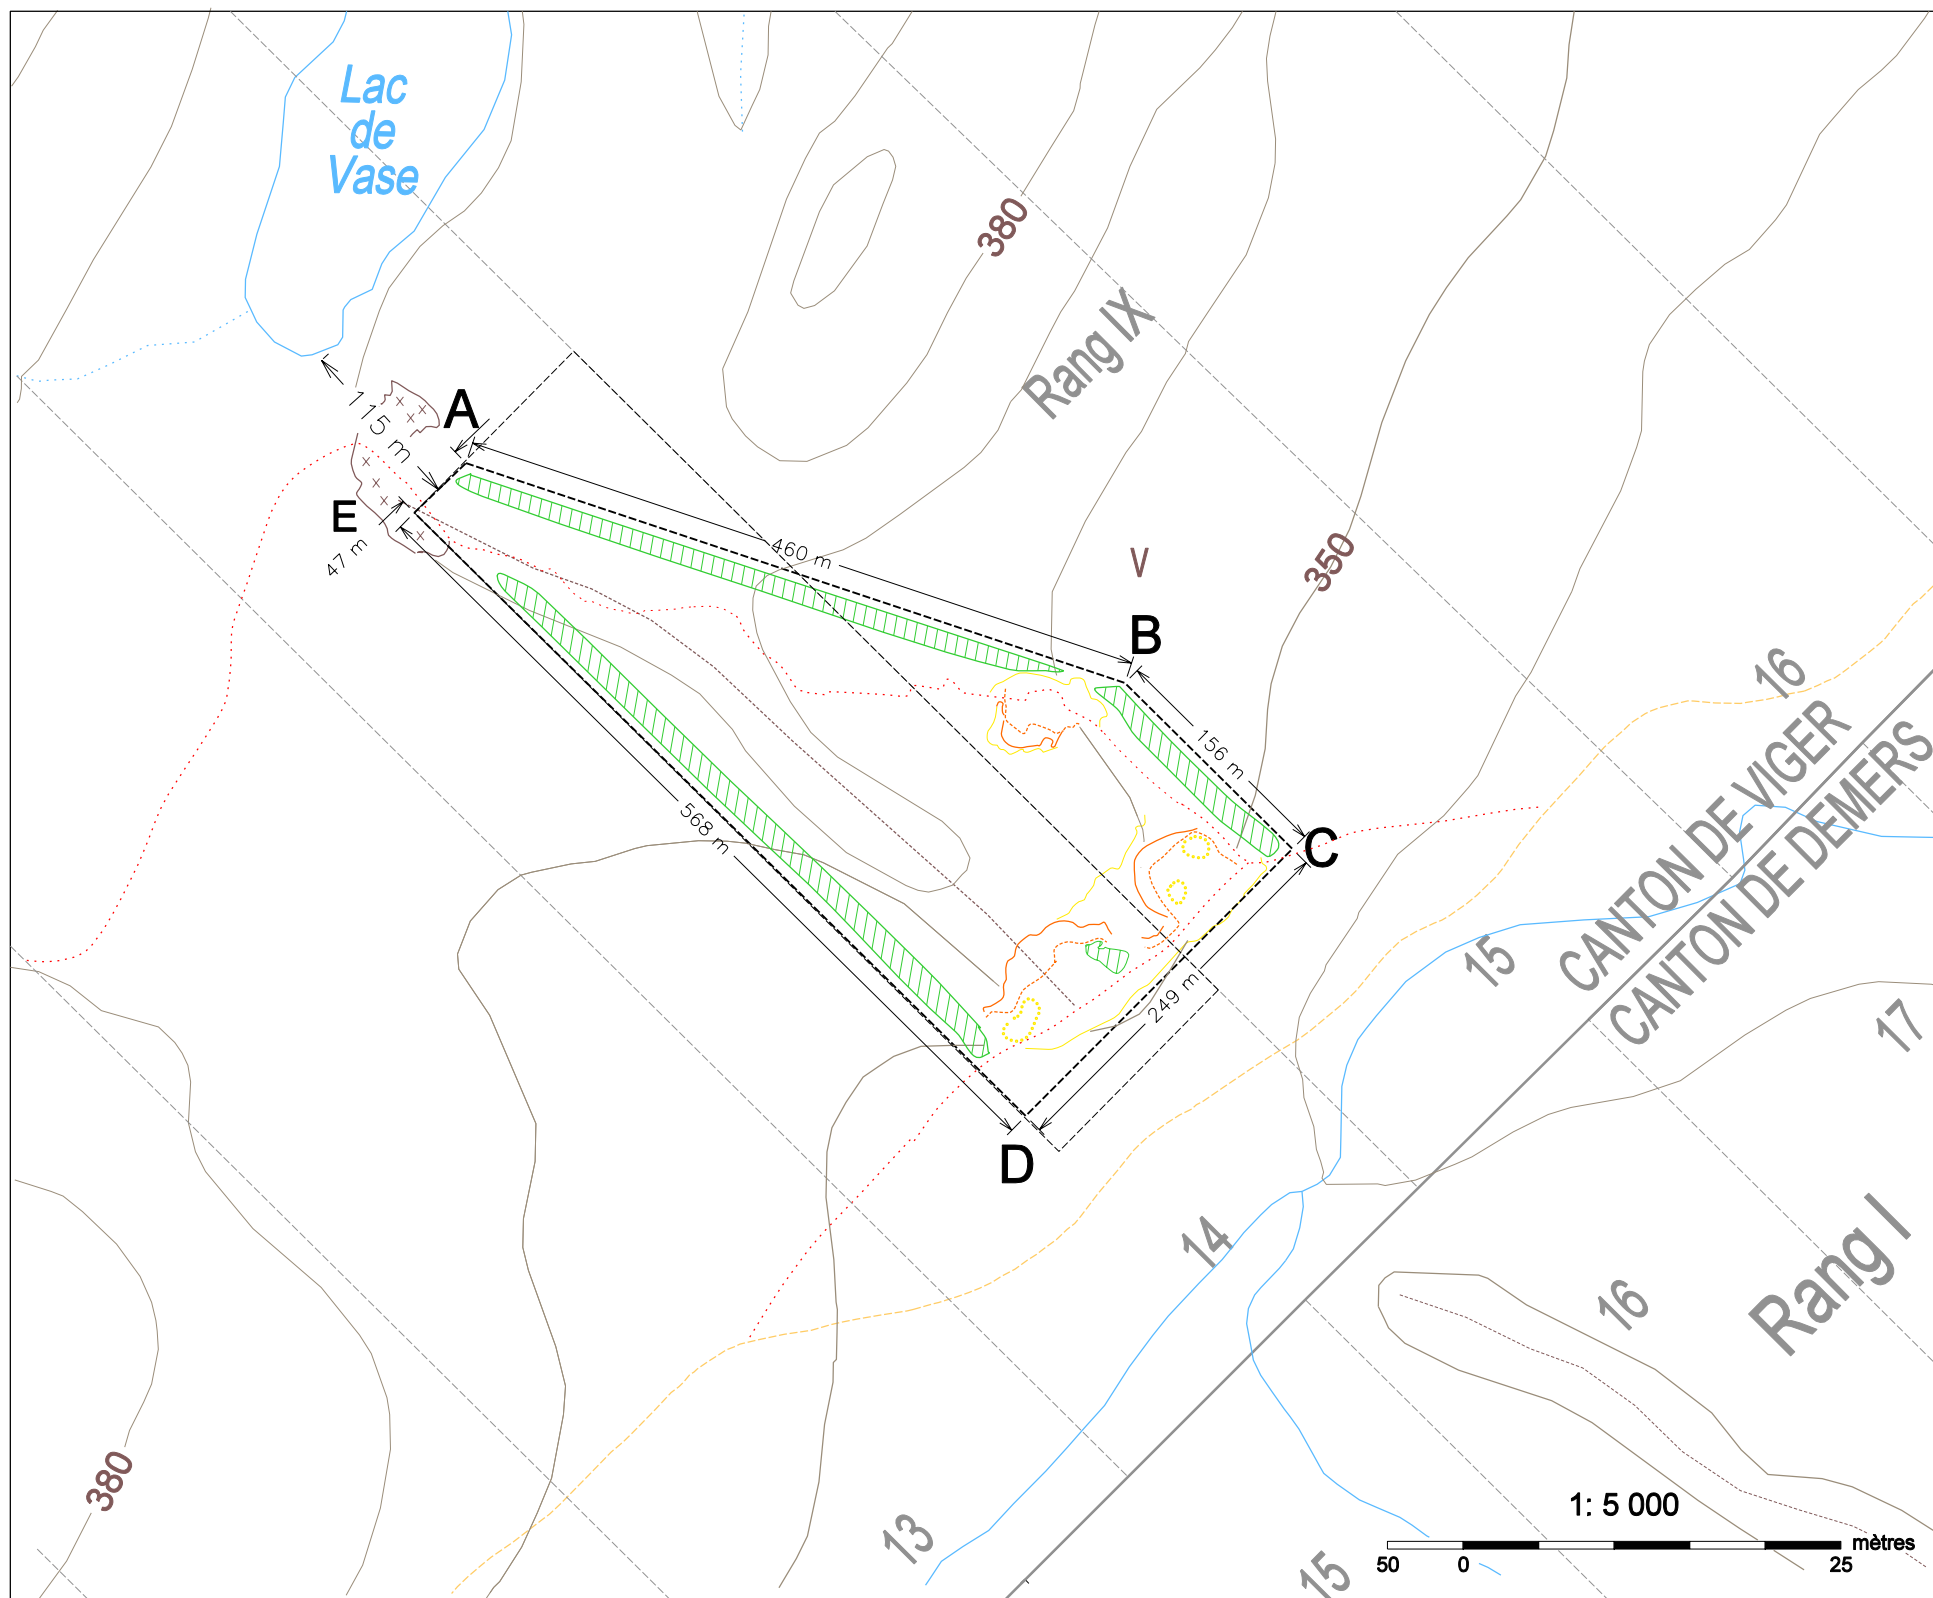 Lac
de
Vase
380
Rang IX
115 m
A
E
47 m
460 m
V
350
B
156 m
16
568 m
C
CANTON DE VIGER
CANTON DE DEMERS
15
249 m
17
D
14
16
Rang I
380
13
15
1: 5 000
mètres
50 0 25